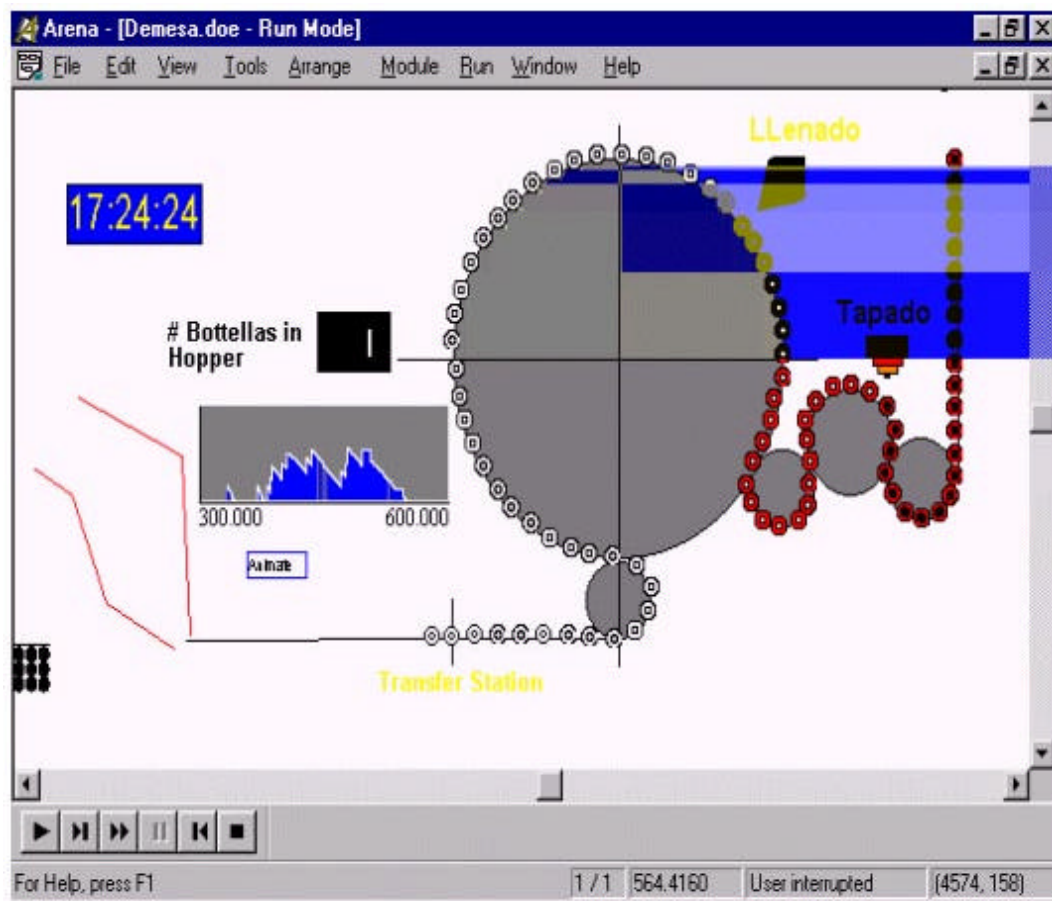 Arena - [Demesa.doe - Run Mode]
File Edit View Tools Arrange Module Run Window Help
LLenado
17:24:24
Tapado
# Bottellas in
Hopper
300.000 600.000
Animate
Transfer Station
For Help, press F1 1 / 1 564.4160 User interrupted (4574, 158)